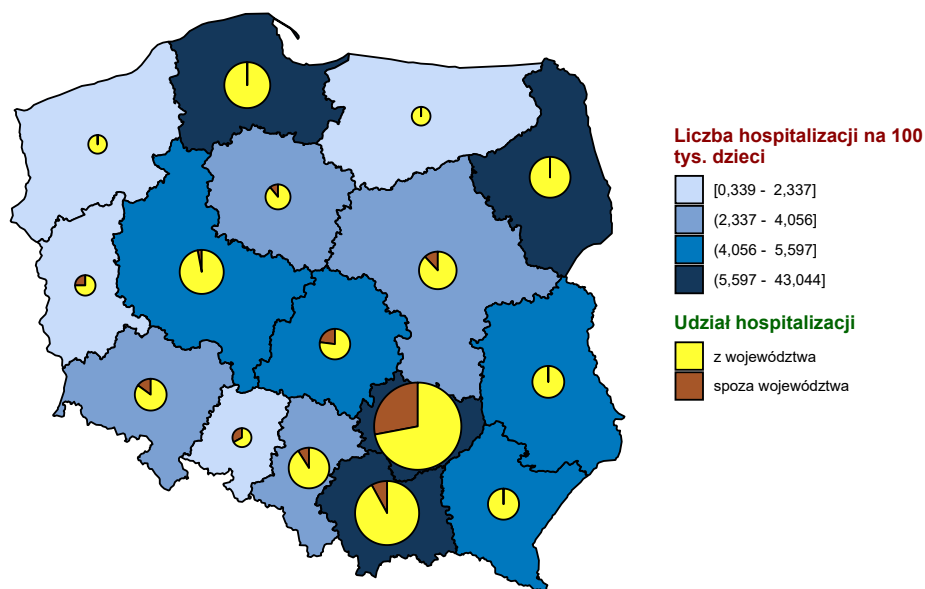 Liczba hospitalizacji na 100
tys. dzieci
[0,339 - 2,337]
(2,337 - 4,056]
(4,056 - 5,597]
(5,597 - 43,044]
Udział hospitalizacji
z województwa
spoza województwa